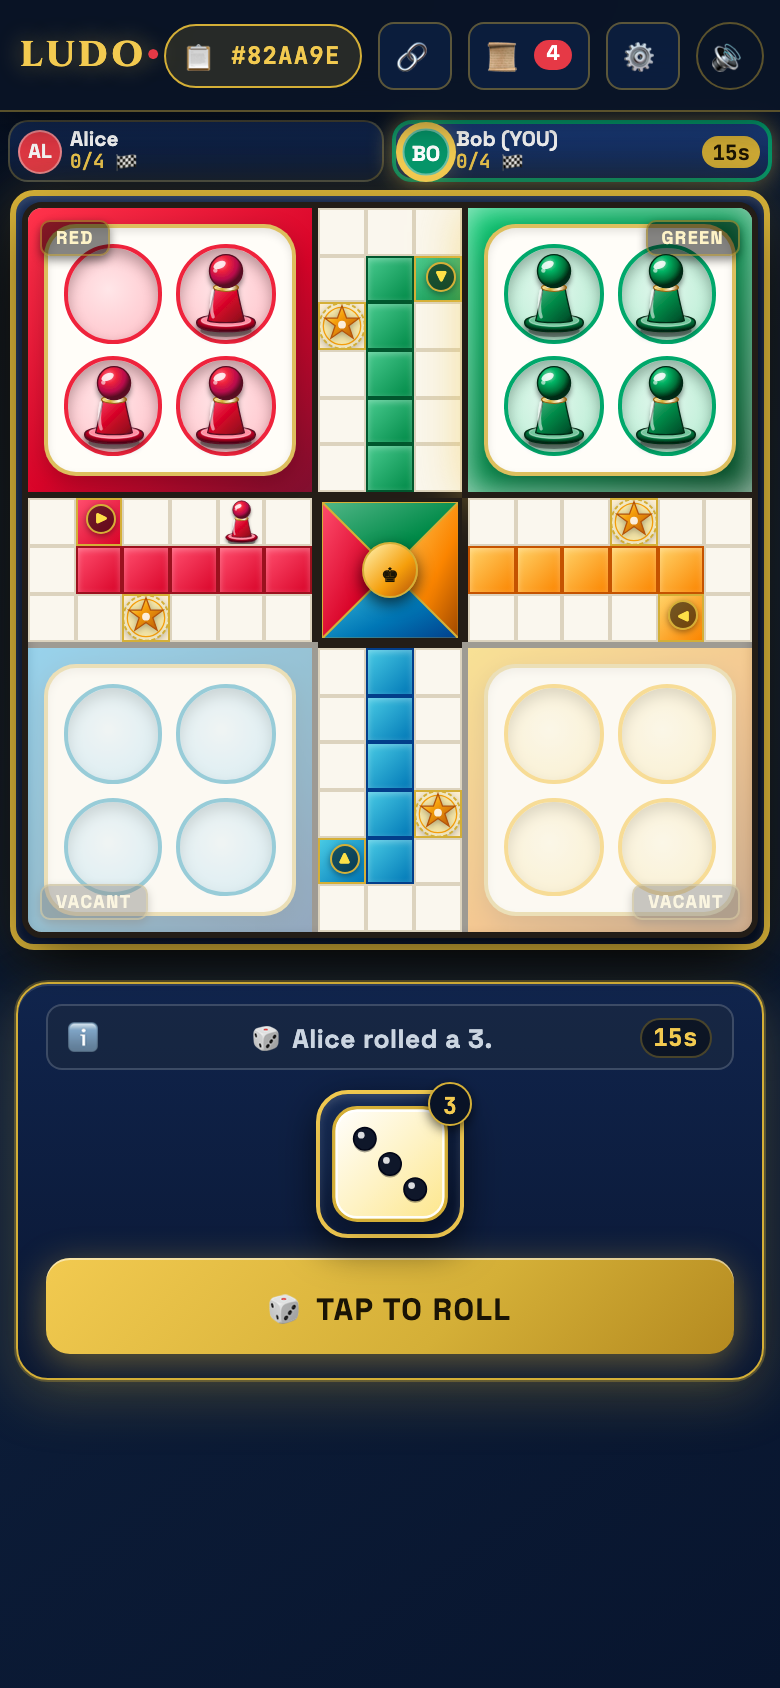 LUDO
#82AA9E
4
AL
Alice
0/4
BO
Bob (YOU)
0/4
15s
RED
GREEN
VACANT
VACANT
Alice rolled a 3.
15s
3
TAP TO ROLL